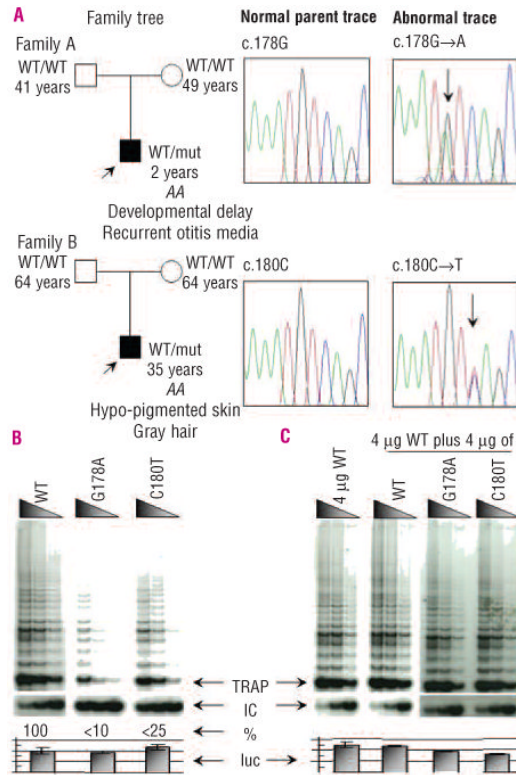 A
Family tree
Normal parent trace
Abnormal trace
Family A
WT/WT
41 years
WT/WT
49 years
c.178G
c.178G→A
WT/mut
2 years
AA
Developmental delay
Recurrent otitis media
Family B
WT/WT
64 years
WT/WT
64 years
c.180C
c.180C→T
WT/mut
35 years
AA
Hypo-pigmented skin
Gray hair
B
WT
G178A
C180T
C
4 µg WT plus 4 µg of
4 µg WT
WT
G178A
C180T
TRAP
IC
100 <10 <25 %
luc